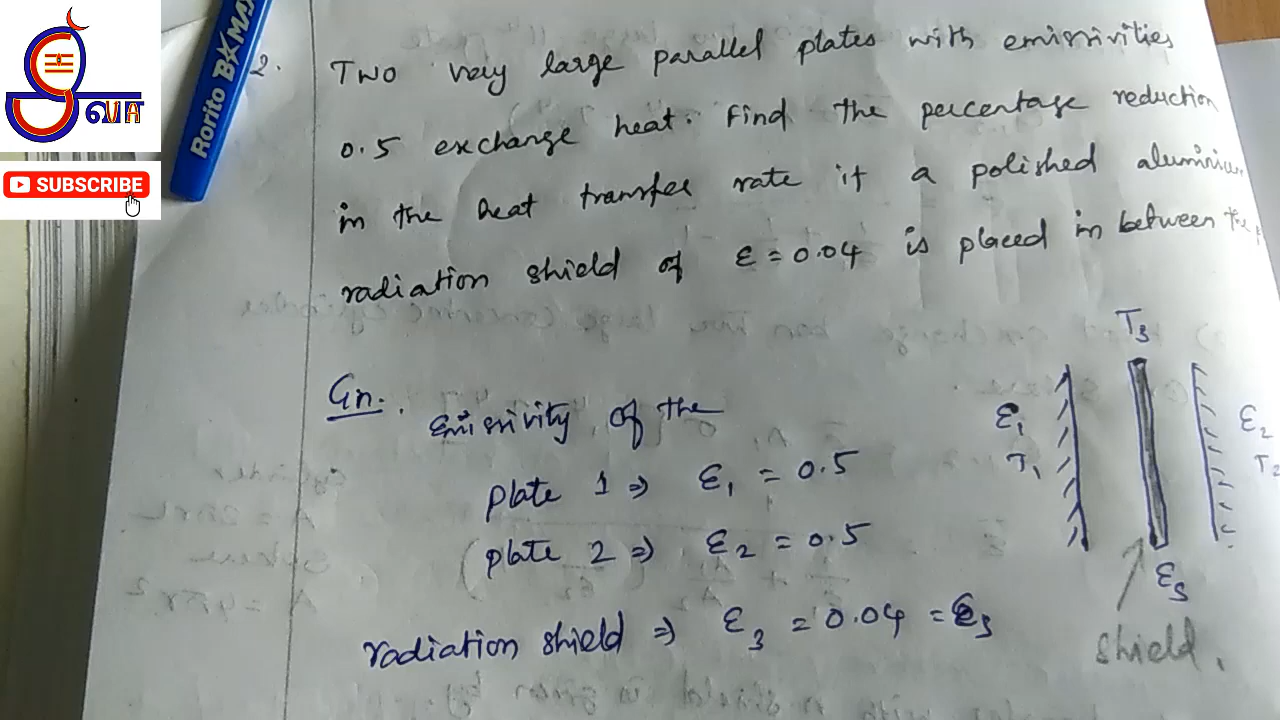 லVA
SUBSCRIBE
Rorito BXMAX
2. Two very large parallel plates with emissivities
0.5 exchange heat. Find the percentage reduction
in the heat transfer rate if a polished
radiation shield of ε = 0.04 is placed in between
Gn.. Emissivity of the
plate 1 ⇒ ε₁ = 0.5
plate 2 ⇒ ε₂ = 0.5
radiation shield ⇒ ε₃ = 0.04 = εs
T₃
ε₁
T₁
ε₂
T₂
εs
shield.